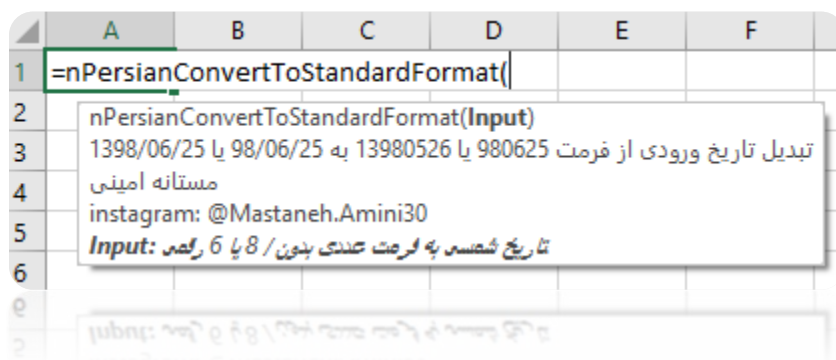 A B C D E F
1 =nPersianConvertToStandardFormat(
2
3
4
5
6
nPersianConvertToStandardFormat(Input)
تبدیل تاریخ ورودی از فرمت 980625 یا 13980526 به 98/06/25 یا 1398/06/25
مستانه امینی
instagram: @Mastaneh.Amini30
Input: تاریخ شمسی به فرمت عددی بدون / 8 یا 6 رقمی